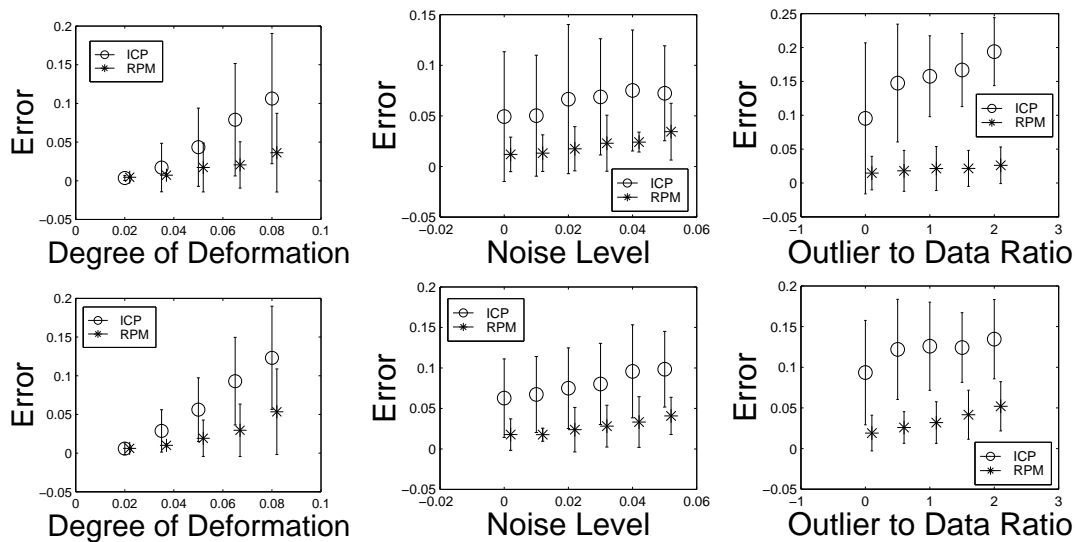 0.2
0.15
0.1
0.05
0
−0.05
0
0.02
0.04
0.06
0.08
0.1
Error
Degree of Deformation
ICP
RPM
0.2
0.15
0.1
0.05
0
−0.05
−0.02
0
0.02
0.04
0.06
Error
Noise Level
ICP
RPM
0.25
0.2
0.15
0.1
0.05
0
−0.05
−1
0
1
2
3
Error
Outlier to Data Ratio
ICP
RPM
0.2
0.15
0.1
0.05
0
−0.05
0
0.02
0.04
0.06
0.08
0.1
Error
Degree of Deformation
ICP
RPM
0.2
0.15
0.1
0.05
0
−0.05
−0.02
0
0.02
0.04
0.06
Error
Noise Level
ICP
RPM
0.2
0.15
0.1
0.05
0
−0.05
−1
0
1
2
3
Error
Outlier to Data Ratio
ICP
RPM